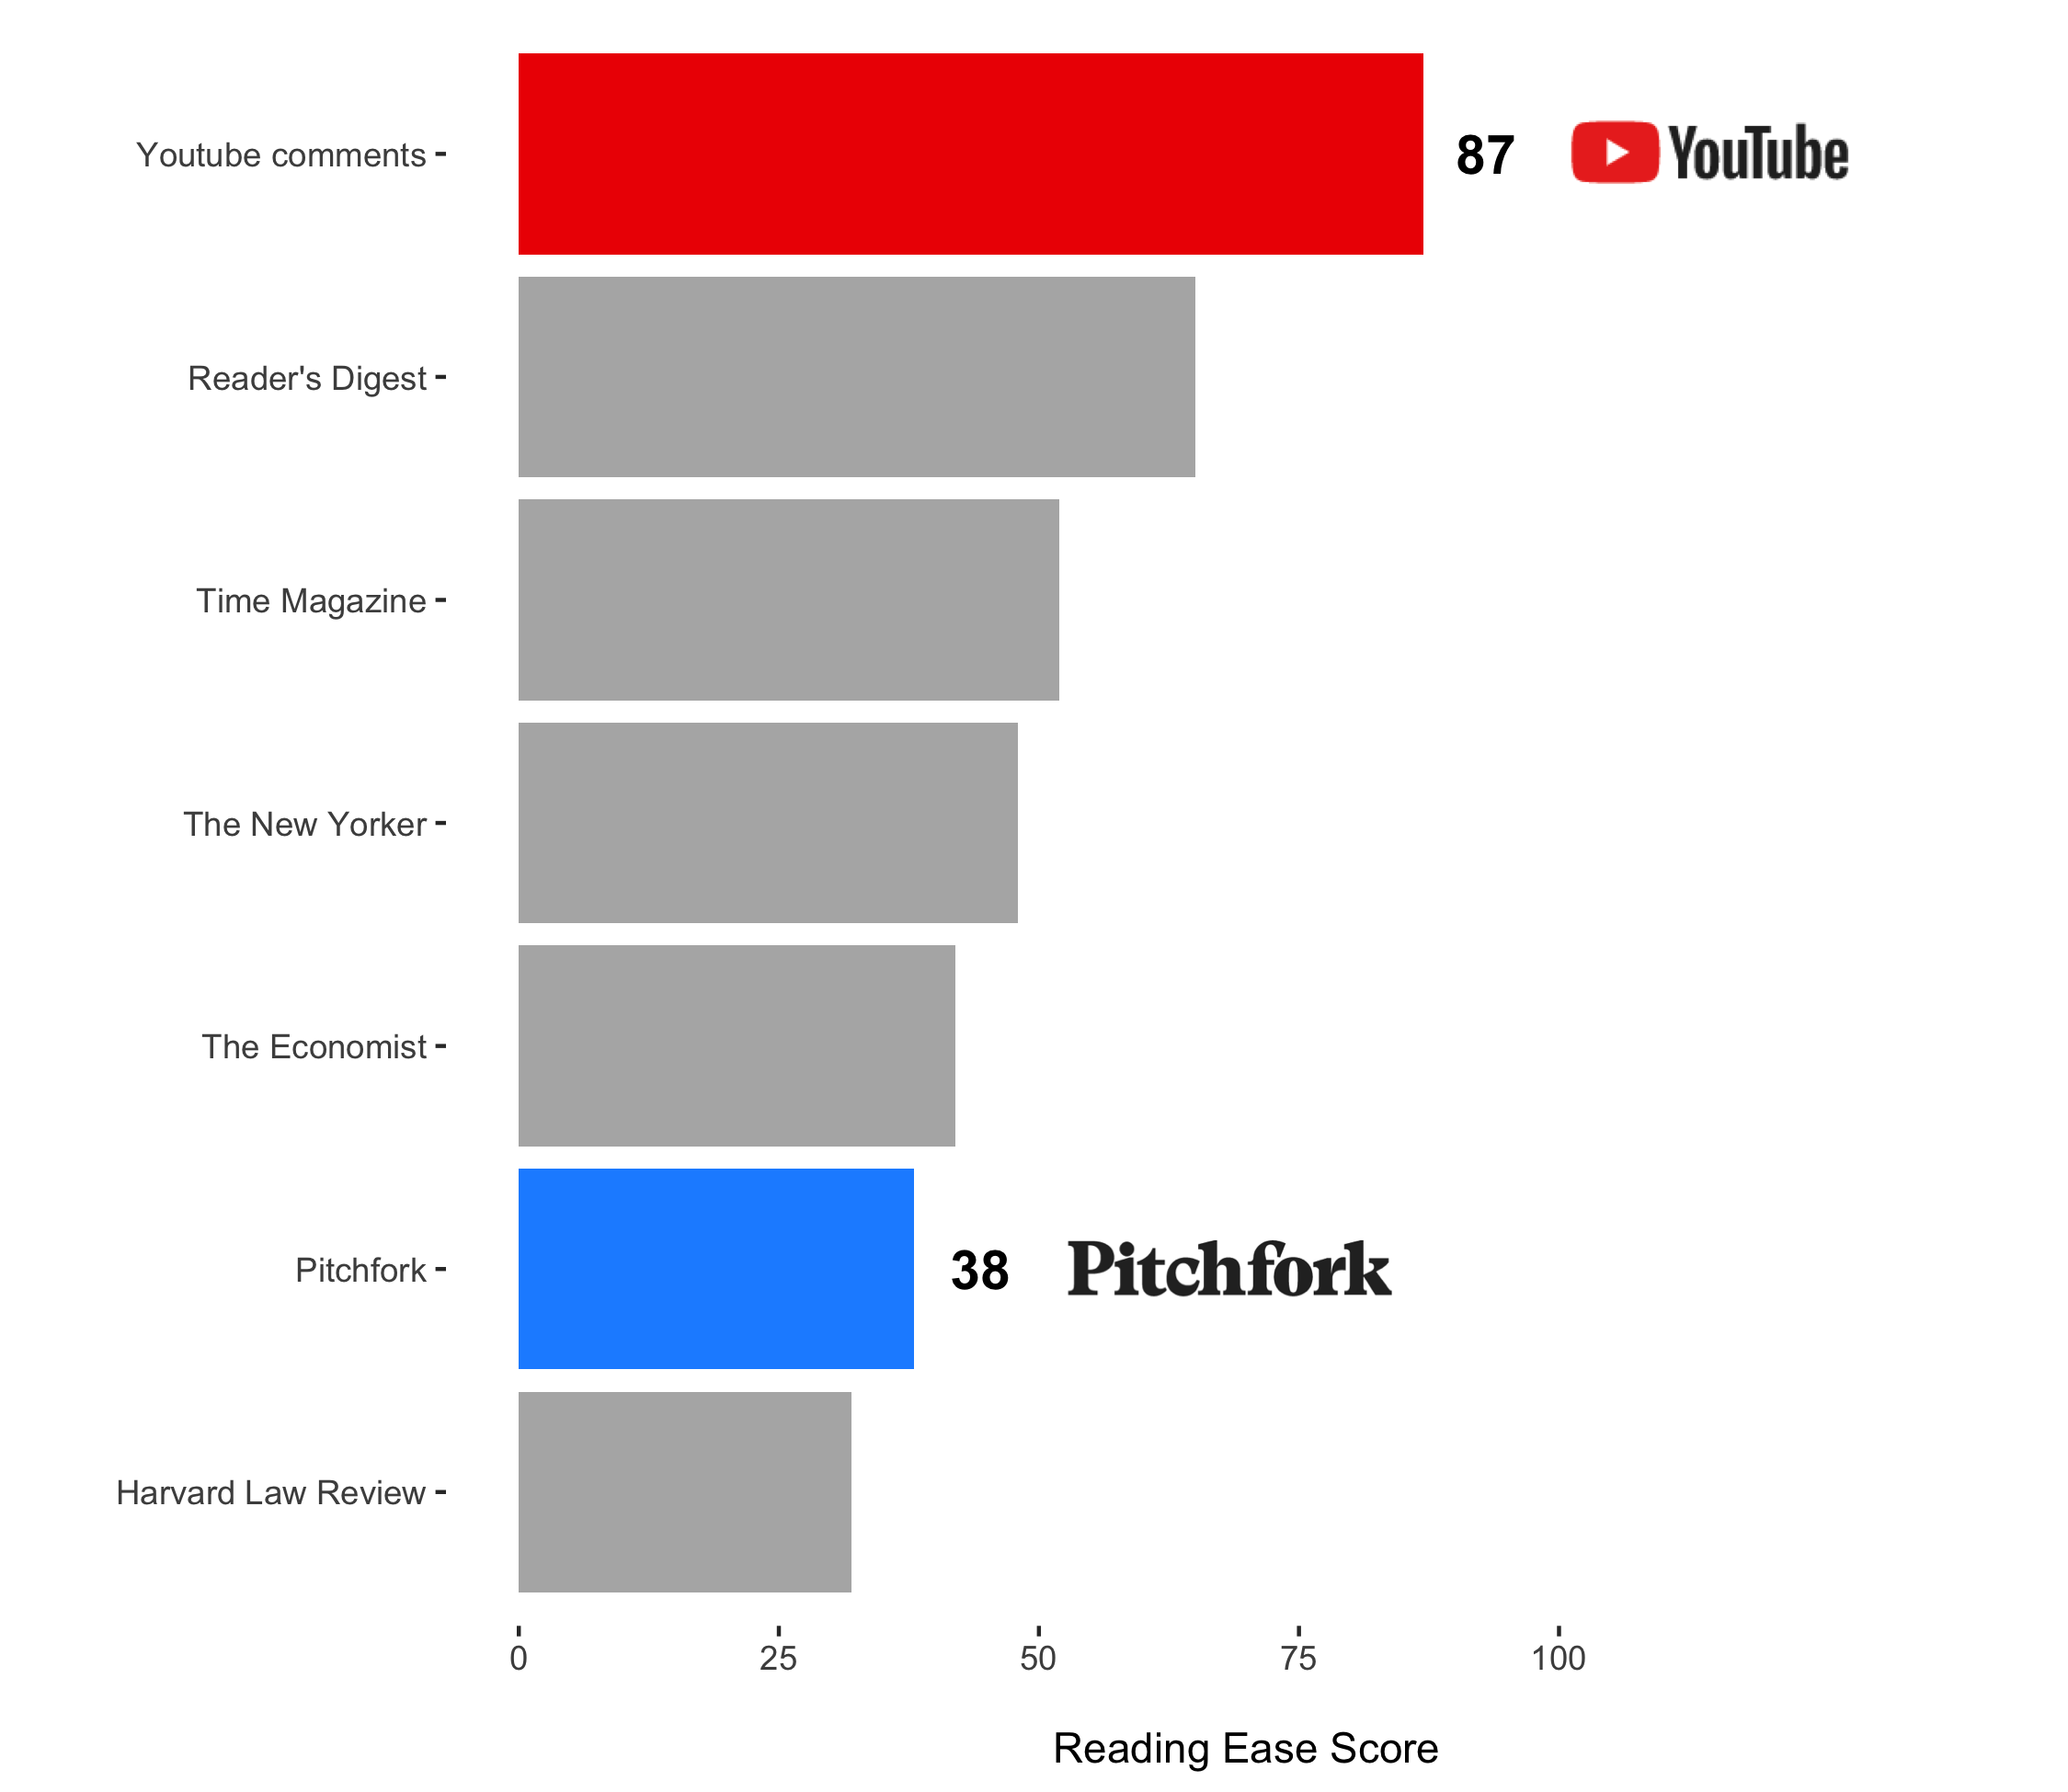 Youtube comments
87
YouTube
Reader's Digest
Time Magazine
The New Yorker
The Economist
Pitchfork
38
Pitchfork
Harvard Law Review
0 25 50 75 100
Reading Ease Score